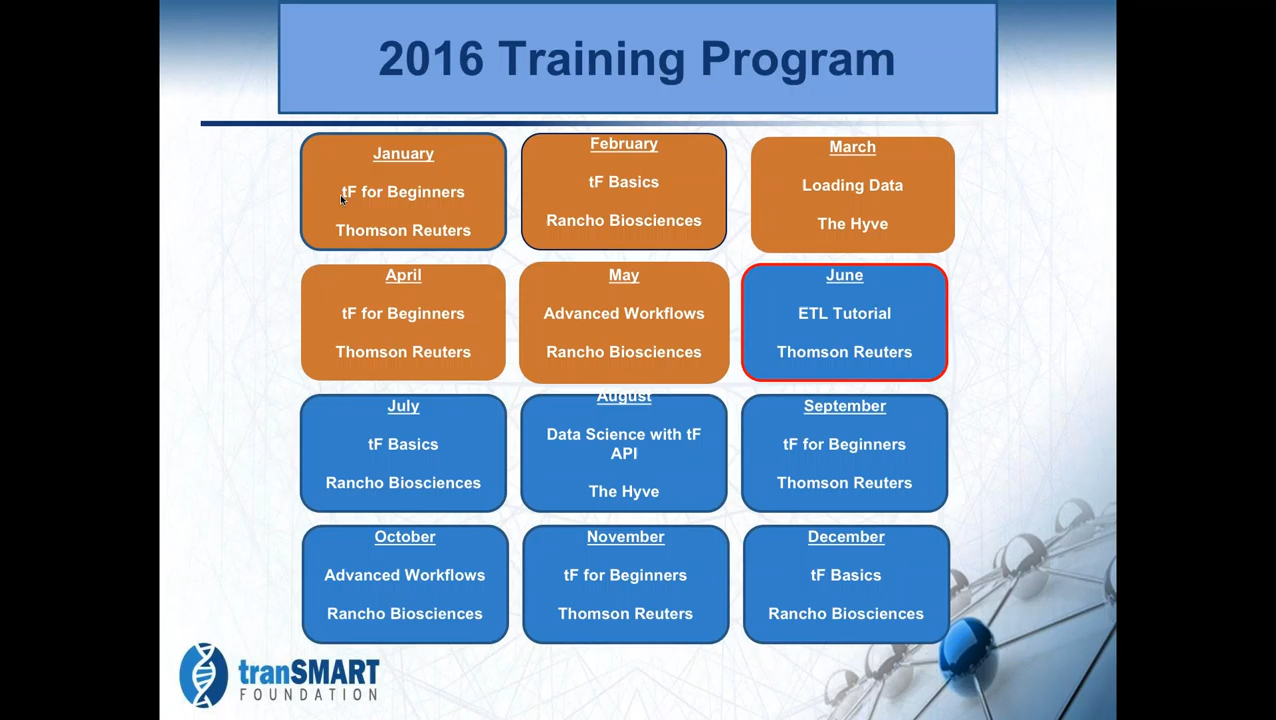 2016 Training Program
January
tF for Beginners
Thomson Reuters
February
tF Basics
Rancho Biosciences
March
Loading Data
The Hyve
April
tF for Beginners
Thomson Reuters
May
Advanced Workflows
Rancho Biosciences
June
ETL Tutorial
Thomson Reuters
July
tF Basics
Rancho Biosciences
August
Data Science with tF
API
The Hyve
September
tF for Beginners
Thomson Reuters
October
Advanced Workflows
Rancho Biosciences
November
tF for Beginners
Thomson Reuters
December
tF Basics
Rancho Biosciences
tranSMART
FOUNDATION